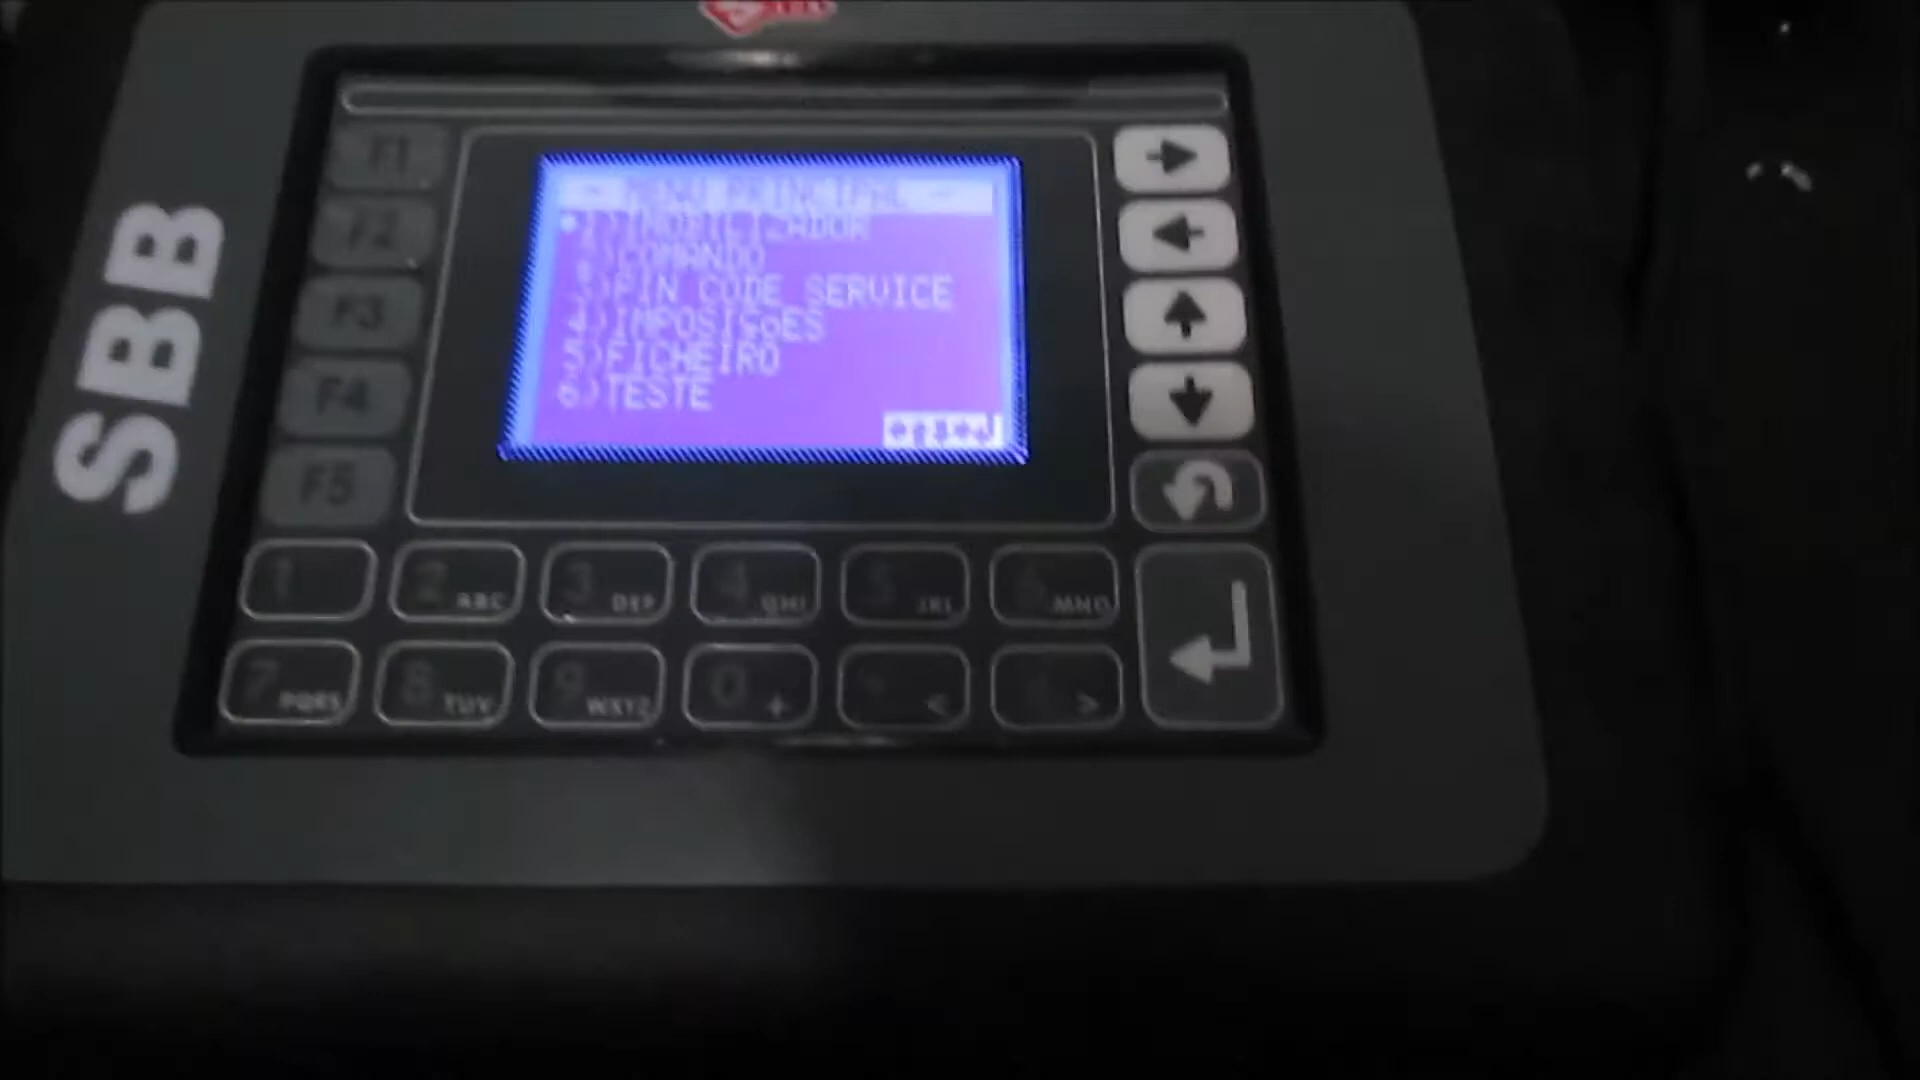 SBB
- MENU PRINCIPAL -
1)IMOBILIZADOR
2)COMANDO
3)PIN CODE SERVICE
4)IMPOSIÇõES
5)FICHEIRO
6)TESTE
F1
F2
F3
F4
F5
1
2 ABC
3 DEF
4 GHI
5 JKL
6 MNO
7 PQRS
8 TUV
9 WXYZ
0 +
<
>